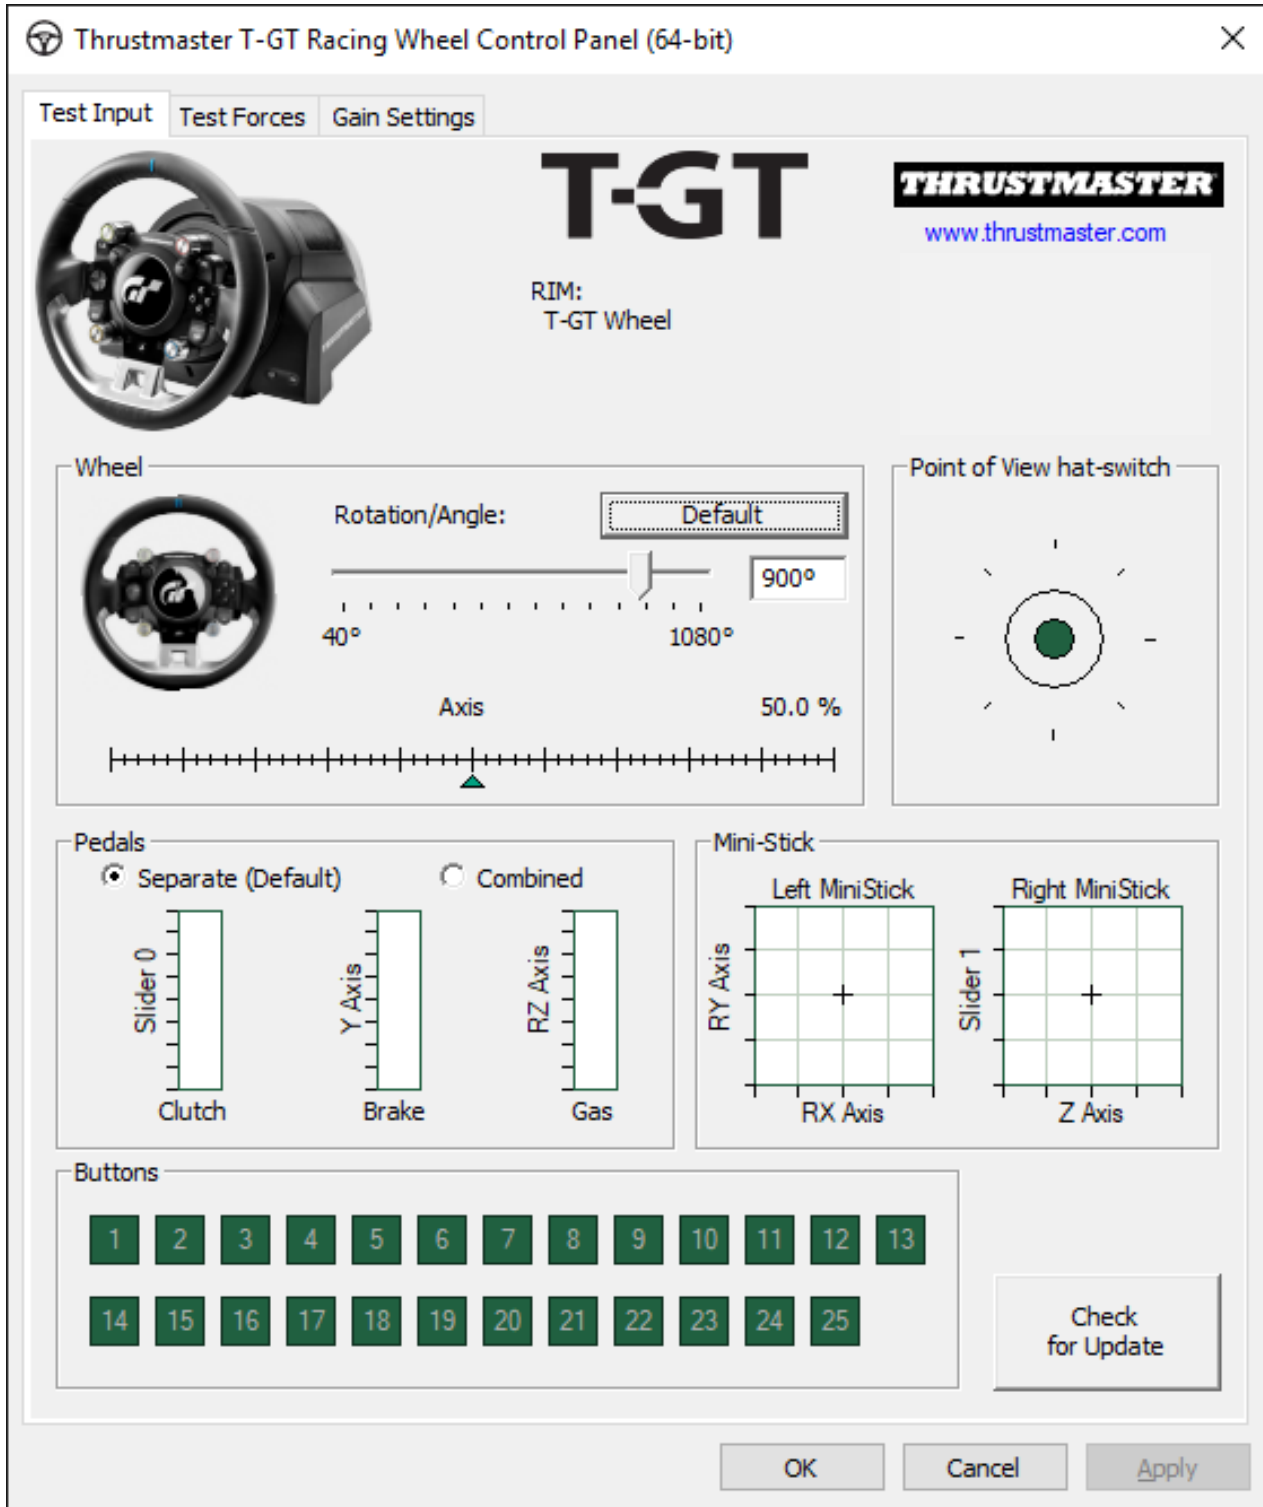 Thrustmaster T-GT Racing Wheel Control Panel (64-bit)
Test Input
Test Forces
Gain Settings
T-GT
THRUSTMASTER
www.thrustmaster.com
RIM:
T-GT Wheel
Wheel
Rotation/Angle:
Default
900°
40°
1080°
Axis
50.0 %
Point of View hat-switch
Pedals
Separate (Default)
Combined
Slider 0
Clutch
Y Axis
Brake
RZ Axis
Gas
Mini-Stick
Left MiniStick
RY Axis
RX Axis
Right MiniStick
Slider 1
Z Axis
Buttons
1 2 3 4 5 6 7 8 9 10 11 12 13
14 15 16 17 18 19 20 21 22 23 24 25
Check
for Update
OK
Cancel
Apply